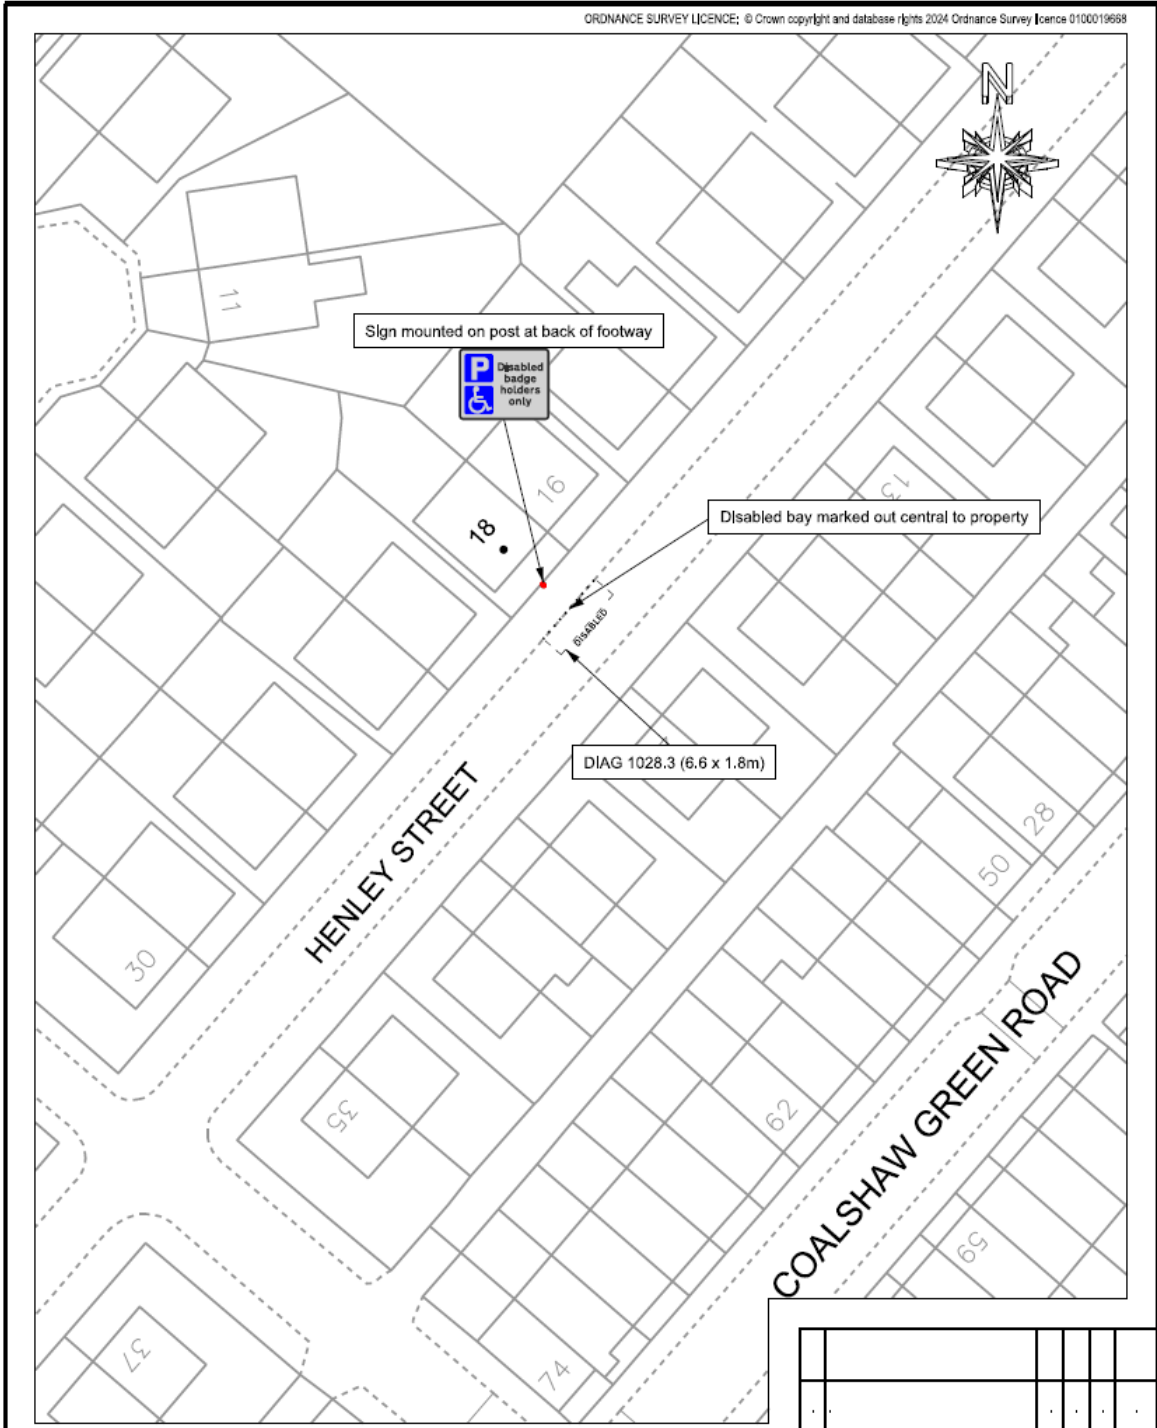 ORDNANCE SURVEY LICENCE; © Crown copyright and database rights 2024 Ordnance Survey licence 0100019668
N
11
Sign mounted on post at back of footway
P
Disabled
badge
holders
only
16
13
18
Disabled bay marked out central to property
DISABLED
DIAG 1028.3 (6.6 x 1.8m)
HENLEY STREET
28
50
30
COALSHAW GREEN ROAD
35
62
59
37
74